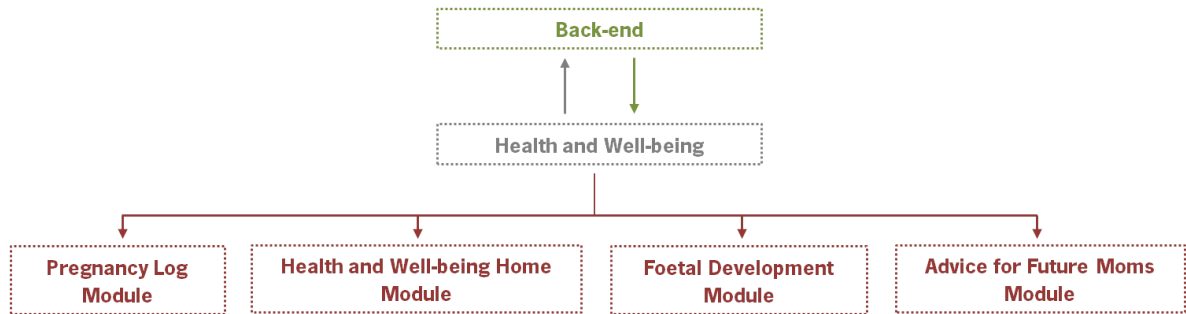 Back-end
Health and Well-being
Pregnancy Log
Module
Health and Well-being Home
Module
Foetal Development
Module
Advice for Future Moms
Module